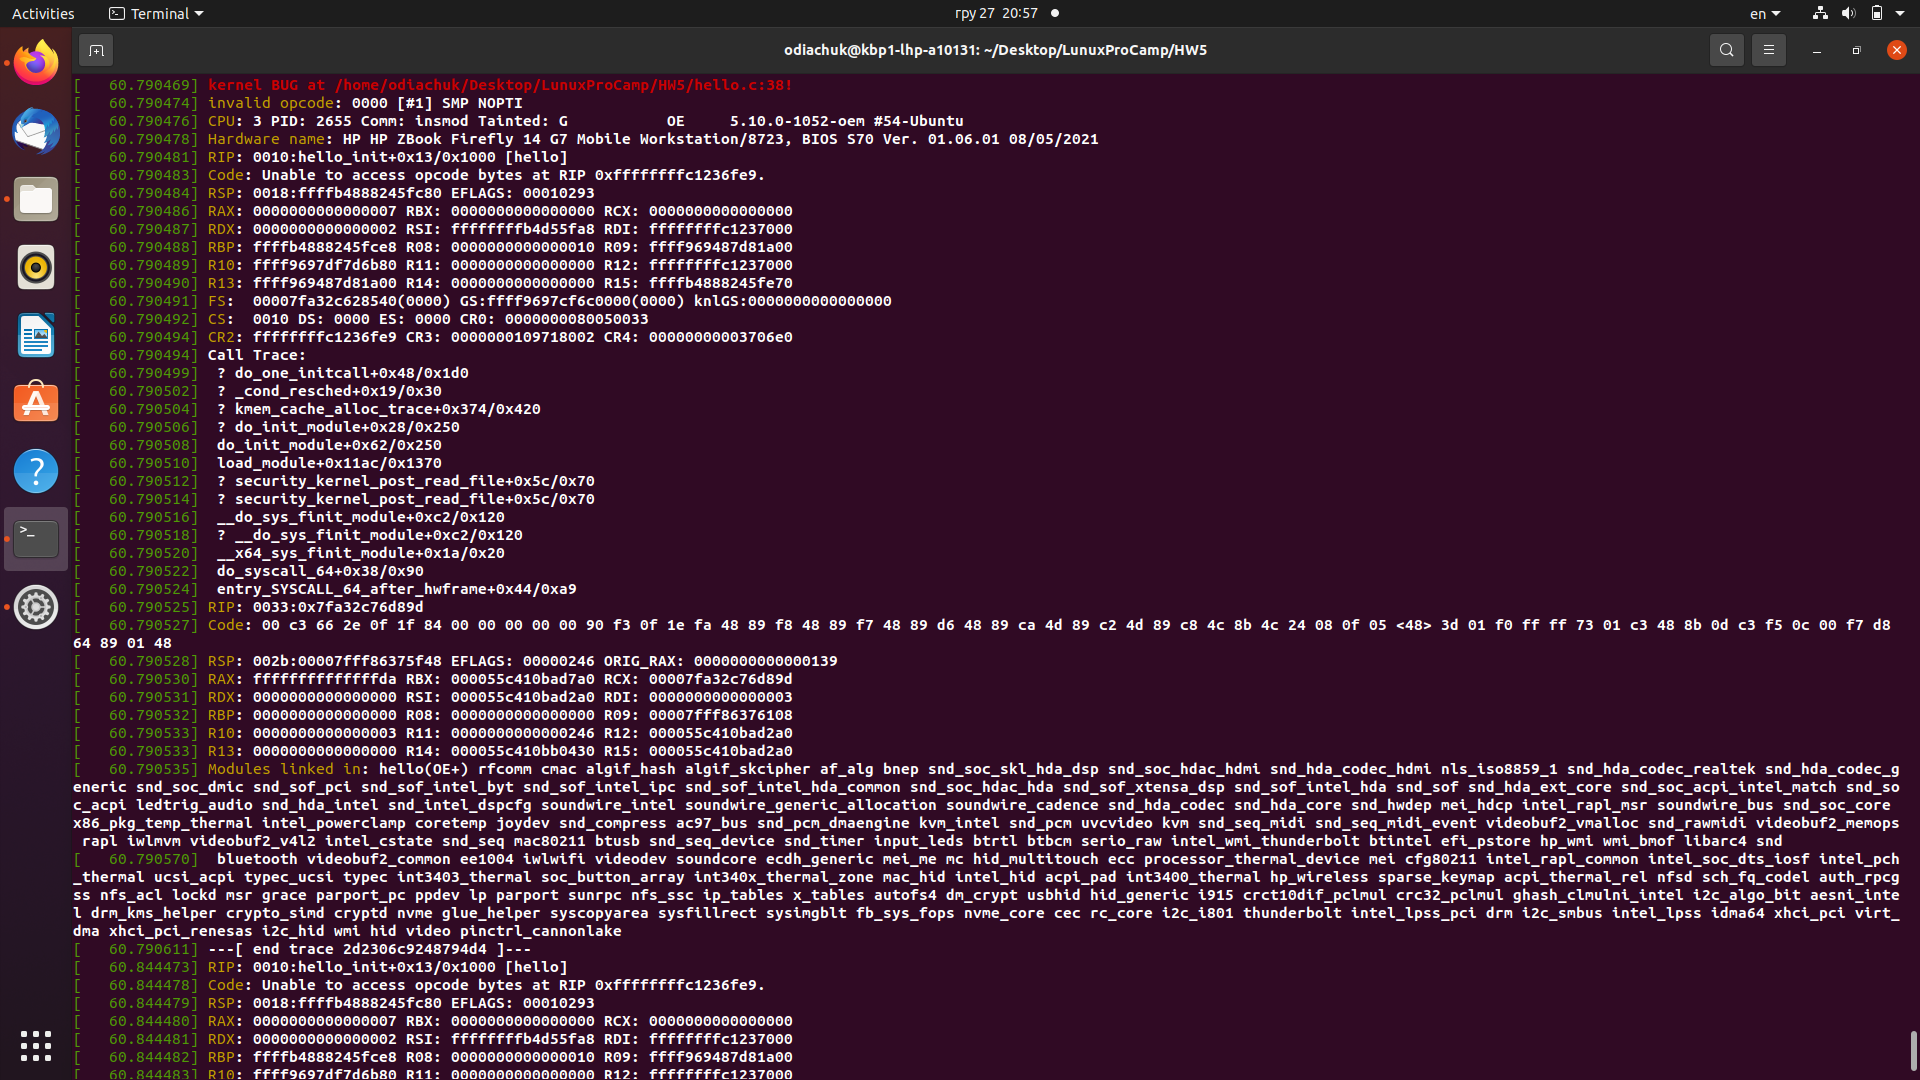 Activities
Terminal
гру 27 20:57
en
odiachuk@kbp1-lhp-a10131: ~/Desktop/LunuxProCamp/HW5
[   60.790469] kernel BUG at /home/odiachuk/Desktop/LunuxProCamp/HW5/hello.c:38!
[   60.790474] invalid opcode: 0000 [#1] SMP NOPTI
[   60.790476] CPU: 3 PID: 2655 Comm: insmod Tainted: G           OE     5.10.0-1052-oem #54-Ubuntu
[   60.790478] Hardware name: HP HP ZBook Firefly 14 G7 Mobile Workstation/8723, BIOS S70 Ver. 01.06.01 08/05/2021
[   60.790481] RIP: 0010:hello_init+0x13/0x1000 [hello]
[   60.790483] Code: Unable to access opcode bytes at RIP 0xffffffffc1236fe9.
[   60.790484] RSP: 0018:ffffb4888245fc80 EFLAGS: 00010293
[   60.790486] RAX: 0000000000000007 RBX: 0000000000000000 RCX: 0000000000000000
[   60.790487] RDX: 0000000000000002 RSI: ffffffffb4d55fa8 RDI: ffffffffc1237000
[   60.790488] RBP: ffffb4888245fce8 R08: 0000000000000010 R09: ffff969487d81a00
[   60.790489] R10: ffff9697df7d6b80 R11: 0000000000000000 R12: ffffffffc1237000
[   60.790490] R13: ffff969487d81a00 R14: 0000000000000000 R15: ffffb4888245fe70
[   60.790491] FS:  00007fa32c628540(0000) GS:ffff9697cf6c0000(0000) knlGS:0000000000000000
[   60.790492] CS:  0010 DS: 0000 ES: 0000 CR0: 0000000080050033
[   60.790494] CR2: ffffffffc1236fe9 CR3: 0000000109718002 CR4: 00000000003706e0
[   60.790494] Call Trace:
[   60.790499]  ? do_one_initcall+0x48/0x1d0
[   60.790502]  ? _cond_resched+0x19/0x30
[   60.790504]  ? kmem_cache_alloc_trace+0x374/0x420
[   60.790506]  ? do_init_module+0x28/0x250
[   60.790508]  do_init_module+0x62/0x250
[   60.790510]  load_module+0x11ac/0x1370
[   60.790512]  ? security_kernel_post_read_file+0x5c/0x70
[   60.790514]  ? security_kernel_post_read_file+0x5c/0x70
[   60.790516]  __do_sys_finit_module+0xc2/0x120
[   60.790518]  ? __do_sys_finit_module+0xc2/0x120
[   60.790520]  __x64_sys_finit_module+0x1a/0x20
[   60.790522]  do_syscall_64+0x38/0x90
[   60.790524]  entry_SYSCALL_64_after_hwframe+0x44/0xa9
[   60.790525] RIP: 0033:0x7fa32c76d89d
[   60.790527] Code: 00 c3 66 2e 0f 1f 84 00 00 00 00 00 90 f3 0f 1e fa 48 89 f8 48 89 f7 48 89 d6 48 89 ca 4d 89 c2 4d 89 c8 4c 8b 4c 24 08 0f 05 <48> 3d 01 f0 ff ff 73 01 c3 48 8b 0d c3 f5 0c 00 f7 d8
64 89 01 48
[   60.790528] RSP: 002b:00007fff86375f48 EFLAGS: 00000246 ORIG_RAX: 0000000000000139
[   60.790530] RAX: ffffffffffffffda RBX: 000055c410bad7a0 RCX: 00007fa32c76d89d
[   60.790531] RDX: 0000000000000000 RSI: 000055c410bad2a0 RDI: 0000000000000003
[   60.790532] RBP: 0000000000000000 R08: 0000000000000000 R09: 00007fff86376108
[   60.790533] R10: 0000000000000003 R11: 0000000000000246 R12: 000055c410bad2a0
[   60.790533] R13: 0000000000000000 R14: 000055c410bb0430 R15: 000055c410bad2a0
[   60.790535] Modules linked in: hello(OE+) rfcomm cmac algif_hash algif_skcipher af_alg bnep snd_soc_skl_hda_dsp snd_soc_hdac_hdmi snd_hda_codec_hdmi nls_iso8859_1 snd_hda_codec_realtek snd_hda_codec_g
eneric snd_soc_dmic snd_sof_pci snd_sof_intel_byt snd_sof_intel_ipc snd_sof_intel_hda_common snd_soc_hdac_hda snd_sof_xtensa_dsp snd_sof_intel_hda snd_sof snd_hda_ext_core snd_soc_acpi_intel_match snd_so
c_acpi ledtrig_audio snd_hda_intel snd_intel_dspcfg soundwire_intel soundwire_generic_allocation soundwire_cadence snd_hda_codec snd_hda_core snd_hwdep mei_hdcp intel_rapl_msr soundwire_bus snd_soc_core
x86_pkg_temp_thermal intel_powerclamp coretemp joydev snd_compress ac97_bus snd_pcm_dmaengine kvm_intel snd_pcm uvcvideo kvm snd_seq_midi snd_seq_midi_event videobuf2_vmalloc snd_rawmidi videobuf2_memops
rapl iwlmvm videobuf2_v4l2 intel_cstate snd_seq mac80211 btusb snd_seq_device snd_timer input_leds btrtl btbcm serio_raw intel_wmi_thunderbolt btintel efi_pstore hp_wmi wmi_bmof libarc4 snd
[   60.790570]  bluetooth videobuf2_common ee1004 iwlwifi videodev soundcore ecdh_generic mei_me mc hid_multitouch ecc processor_thermal_device mei cfg80211 intel_rapl_common intel_soc_dts_iosf intel_pch
_thermal ucsi_acpi typec_ucsi typec int3403_thermal soc_button_array int340x_thermal_zone mac_hid intel_hid acpi_pad int3400_thermal hp_wireless sparse_keymap acpi_thermal_rel nfsd sch_fq_codel auth_rpcg
ss nfs_acl lockd msr grace parport_pc ppdev lp parport sunrpc nfs_ssc ip_tables x_tables autofs4 dm_crypt usbhid hid_generic i915 crct10dif_pclmul crc32_pclmul ghash_clmulni_intel i2c_algo_bit aesni_inte
l drm_kms_helper crypto_simd cryptd nvme glue_helper syscopyarea sysfillrect sysimgblt fb_sys_fops nvme_core cec rc_core i2c_i801 thunderbolt intel_lpss_pci drm i2c_smbus intel_lpss idma64 xhci_pci virt_
dma xhci_pci_renesas i2c_hid wmi hid video pinctrl_cannonlake
[   60.790611] ---[ end trace 2d2306c9248794d4 ]---
[   60.844473] RIP: 0010:hello_init+0x13/0x1000 [hello]
[   60.844478] Code: Unable to access opcode bytes at RIP 0xffffffffc1236fe9.
[   60.844479] RSP: 0018:ffffb4888245fc80 EFLAGS: 00010293
[   60.844480] RAX: 0000000000000007 RBX: 0000000000000000 RCX: 0000000000000000
[   60.844481] RDX: 0000000000000002 RSI: ffffffffb4d55fa8 RDI: ffffffffc1237000
[   60.844482] RBP: ffffb4888245fce8 R08: 0000000000000010 R09: ffff969487d81a00
[   60.844483] R10: ffff9697df7d6b80 R11: 0000000000000000 R12: ffffffffc1237000